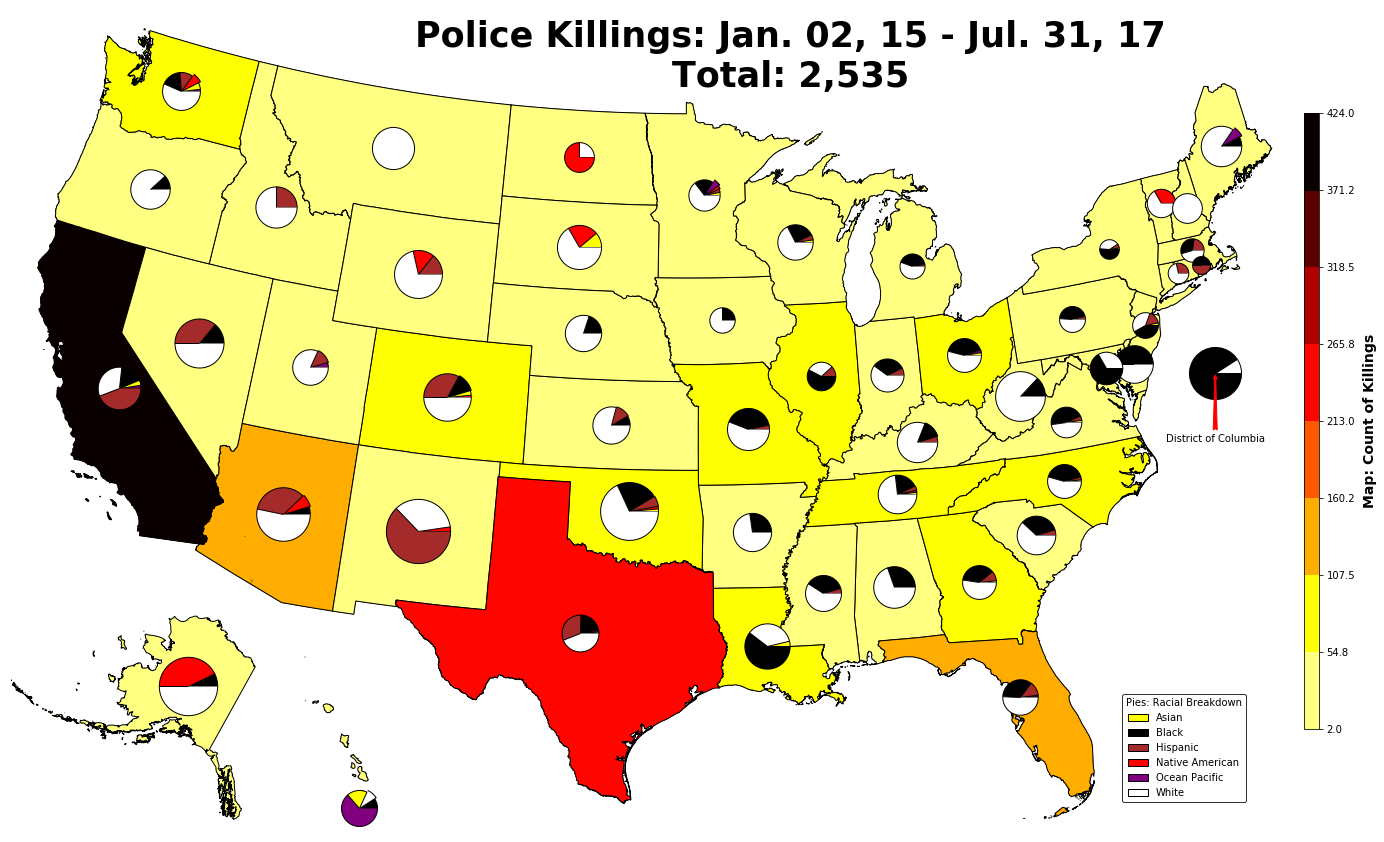 Police Killings: Jan. 02, 15 - Jul. 31, 17
Total: 2,535
424.0
371.2
318.5
265.8
213.0
160.2
107.5
54.8
2.0
Map: Count of Killings
District of Columbia
Pies: Racial Breakdown
Asian
Black
Hispanic
Native American
Ocean Pacific
White